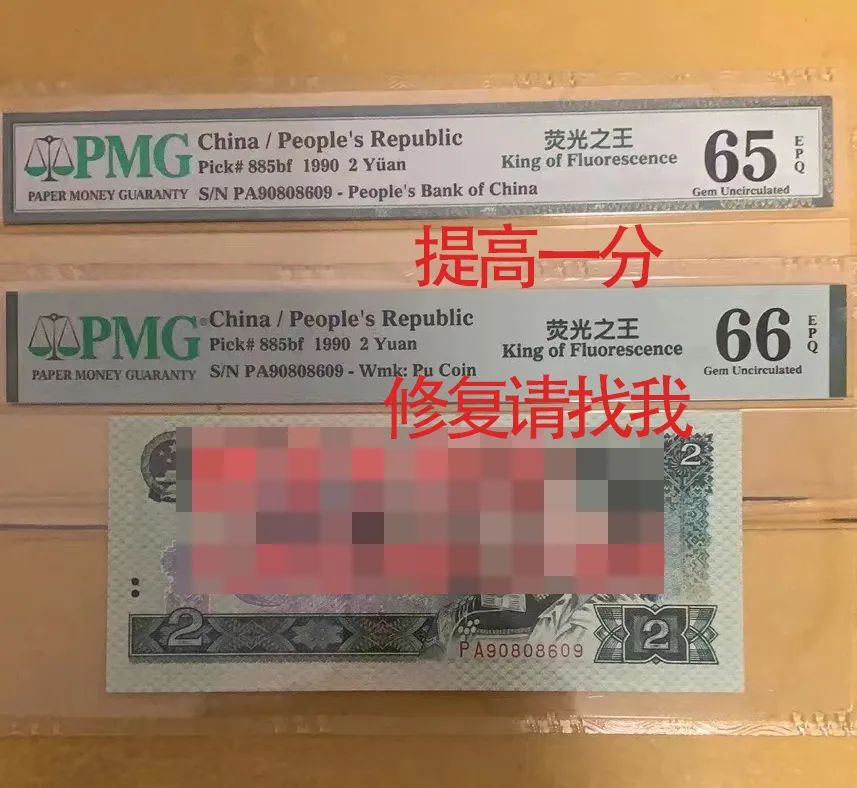 PMG
PAPER MONEY GUARANTY
China / People's Republic
Pick# 885bf 1990 2 Yüan
S/N PA90808609 - People's Bank of China
荧光之王
King of Fluorescence
65
EPQ
Gem Uncirculated
提高一分
PMG®
PAPER MONEY GUARANTY
China / People's Republic
Pick# 885bf 1990 2 Yuan
S/N PA90808609 - Wmk: Pu Coin
荧光之王
King of Fluorescence
66
EPQ
Gem Uncirculated
修复请找我
2
2
2
PA90808609